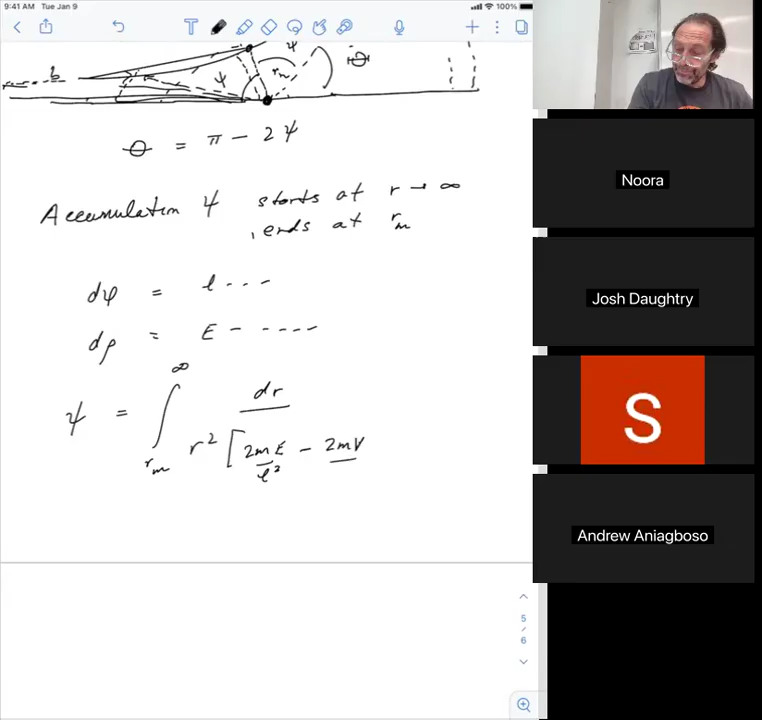 9:41 AM Tue Jan 9
100%
T
b
ψ
ψ
r_m
Θ
Θ = π - 2ψ
Accumulation ψ starts at r → ∞
, ends at r_m
dψ = ℓ ---
dρ = E - ----
ψ = ∫_{r_m}^{∞} dr / r² [ 2mE/ℓ² - 2mV
5
/
6
Noora
Josh Daughtry
S
Andrew Aniagboso